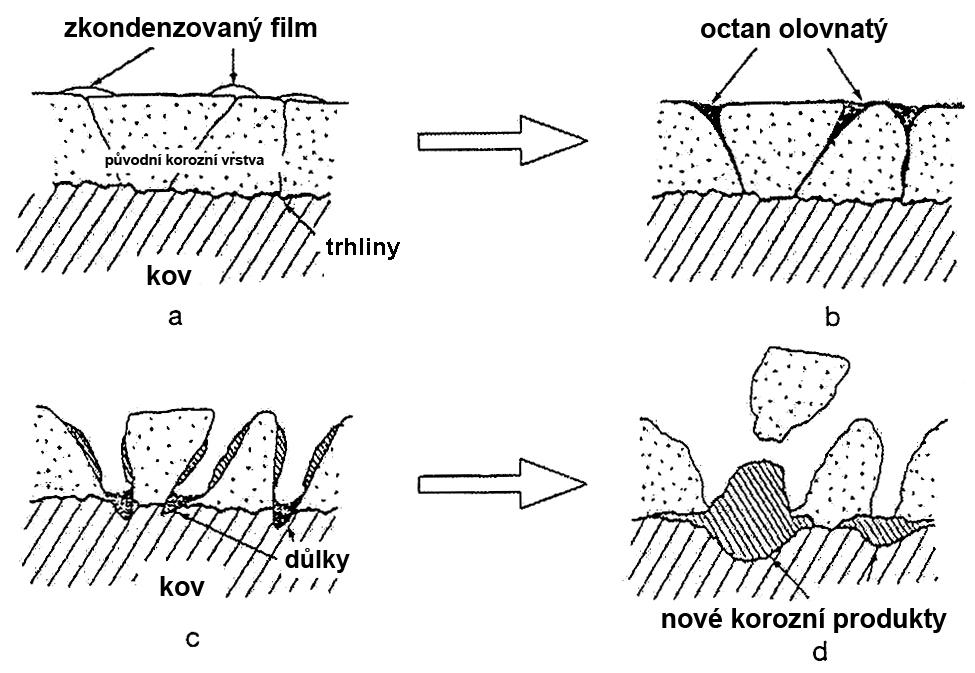 zkondenzovaný film
octan olovnatý
původní korozní vrstva
trhliny
kov
a
b
důlky
kov
nové korozní produkty
c
d